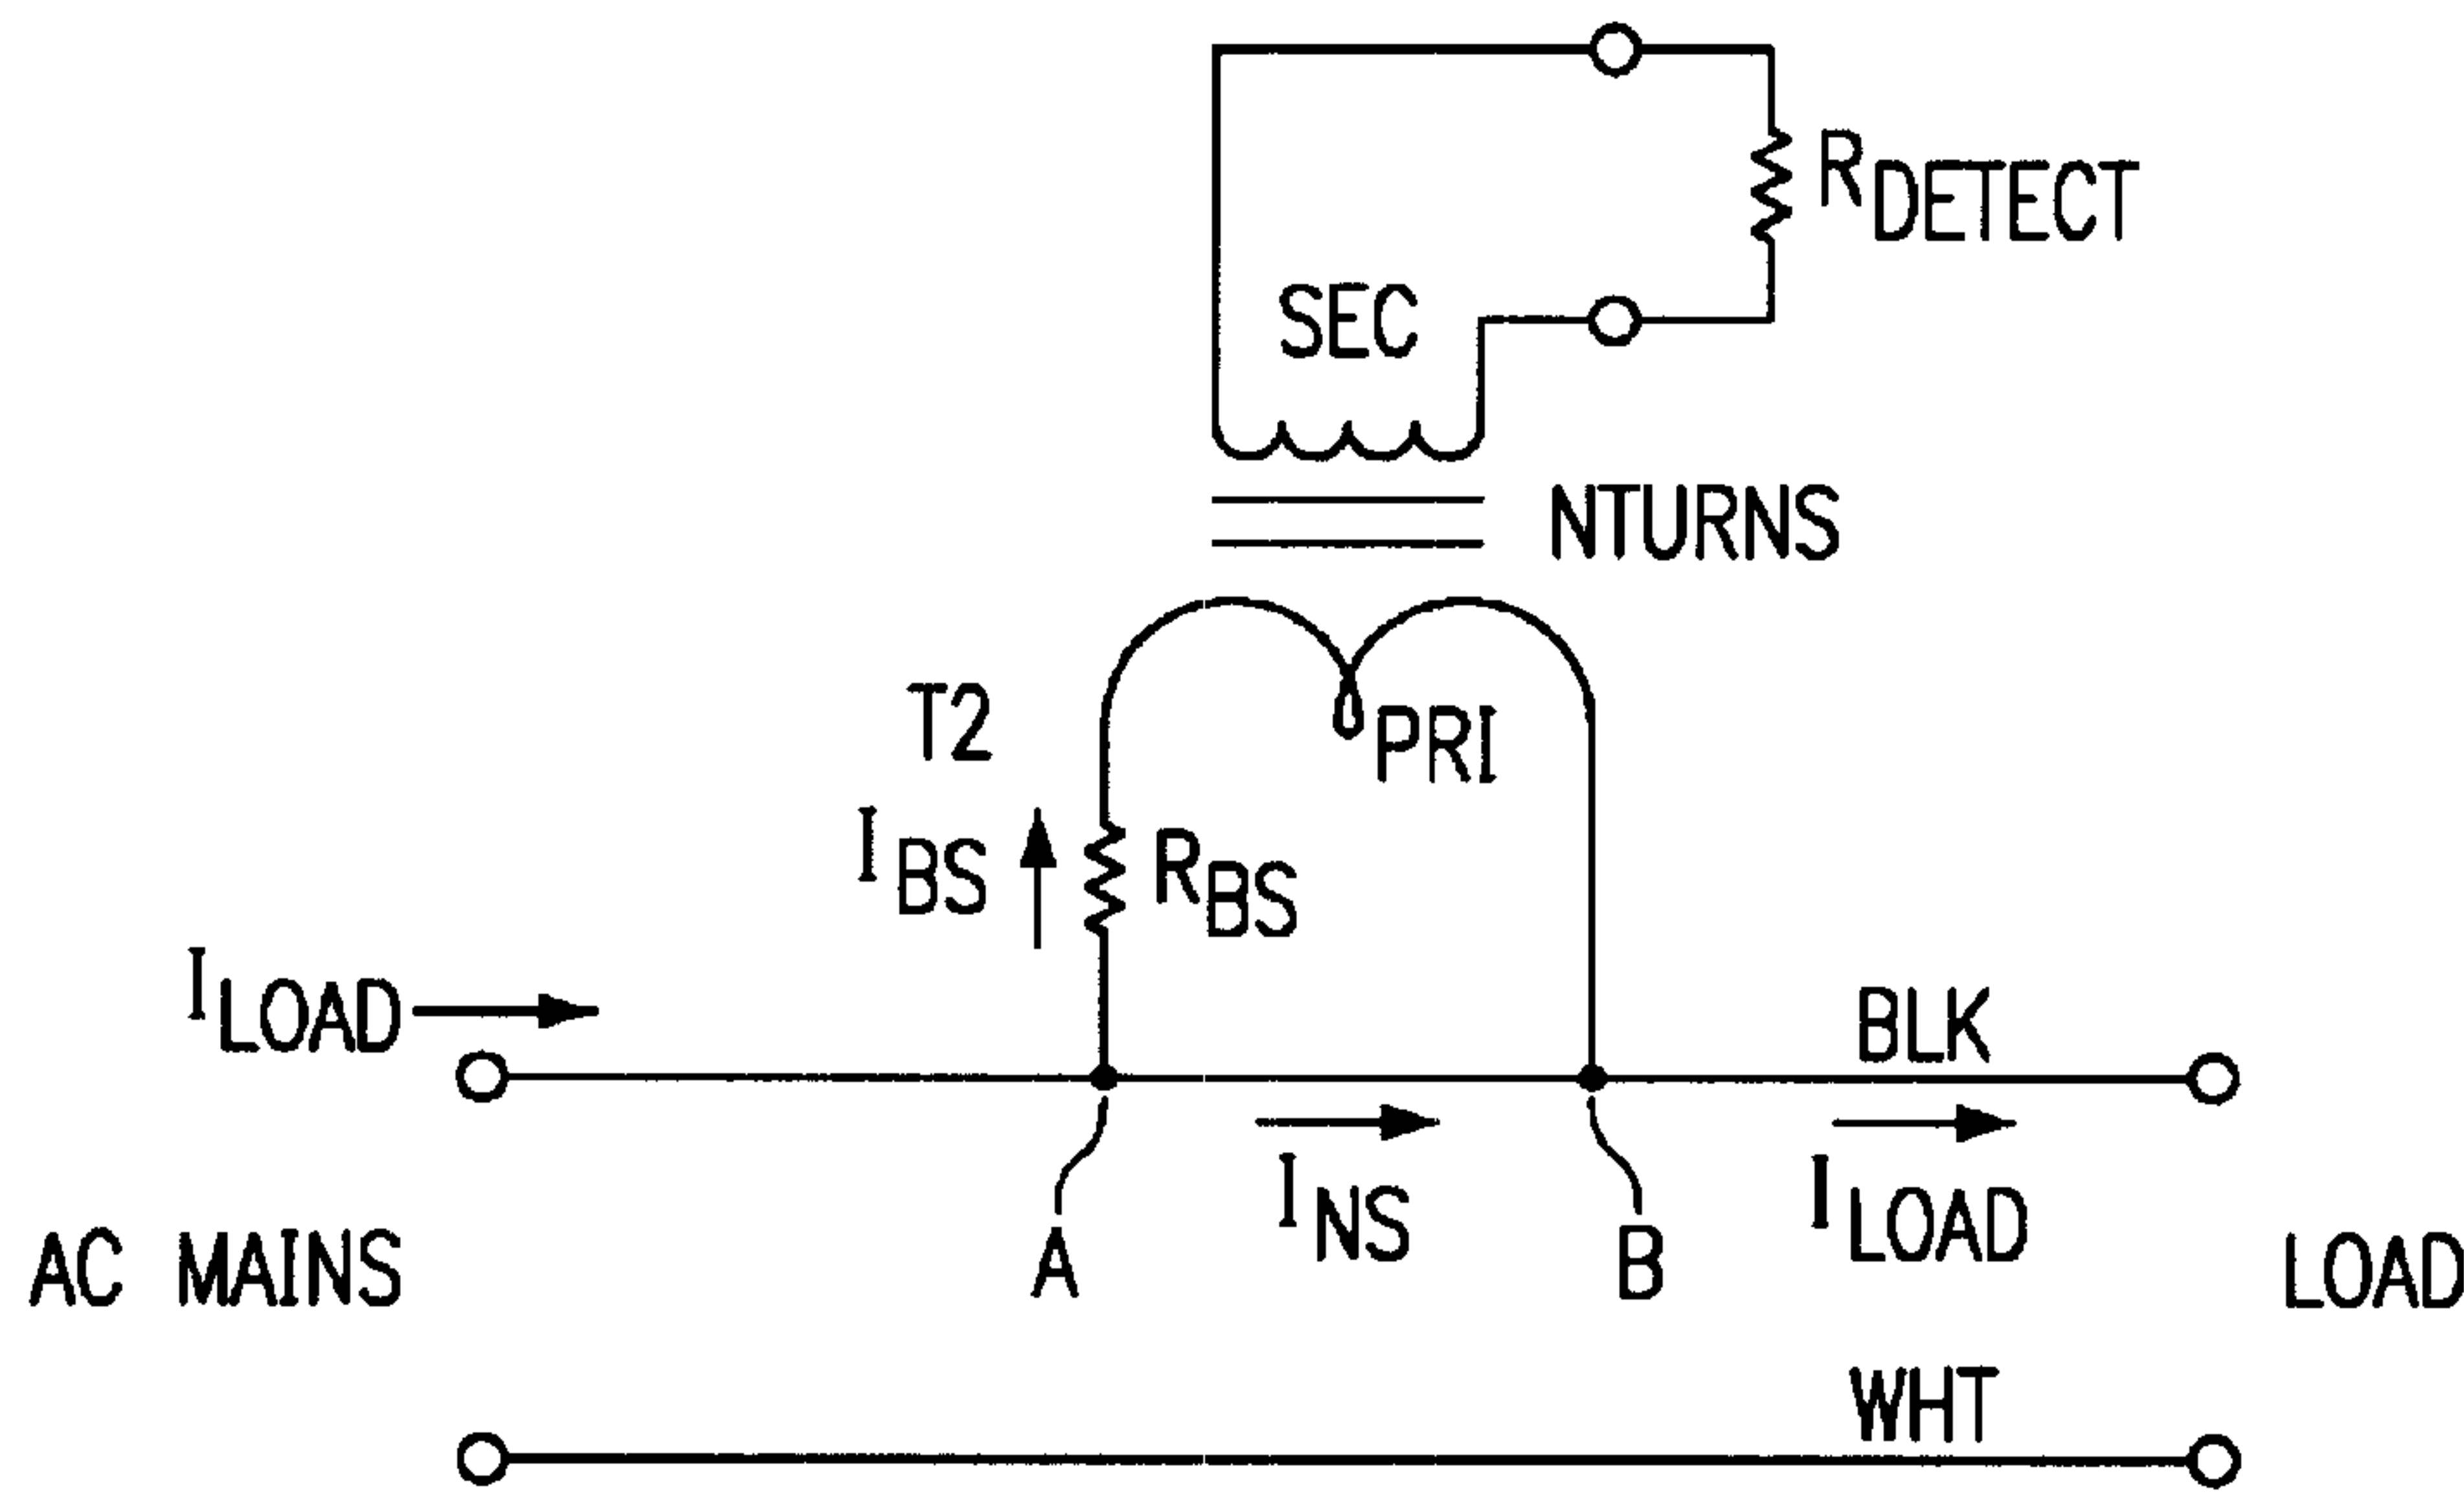 RDETECT
SEC
NTURNS
T2
PRI
IBS
RBS
ILOAD
BLK
INS
ILOAD
A
B
AC MAINS
LOAD
WHT